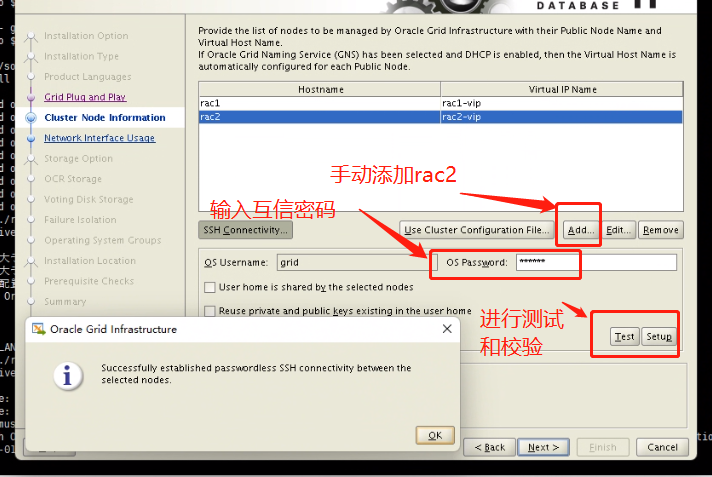 DATABASE
Provide the list of nodes to be managed by Oracle Grid Infrastructure with their Public Node Name and
Virtual Host Name.
If Oracle Grid Naming Service (GNS) has been selected and DHCP is enabled, then the Virtual Host Name is
automatically configured for each Public Node.
Installation Option
Installation Type
Product Languages
Grid Plug and Play
Cluster Node Information
Network Interface Usage
Storage Option
OCR Storage
Voting Disk Storage
Failure Isolation
Operating System Groups
Installation Location
Prerequisite Checks
Summary
Hostname Virtual IP Name
rac1 rac1-vip
rac2 rac2-vip
手动添加rac2
输入互信密码
SSH Connectivity... Use Cluster Configuration File... Add... Edit... Remove
OS Username: grid OS Password: ******
User home is shared by the selected nodes
Reuse private and public keys existing in the user home
进行测试
和校验
Test Setup
Oracle Grid Infrastructure
Successfully established passwordless SSH connectivity between the
selected nodes.
OK
< Back Next > Finish Cancel